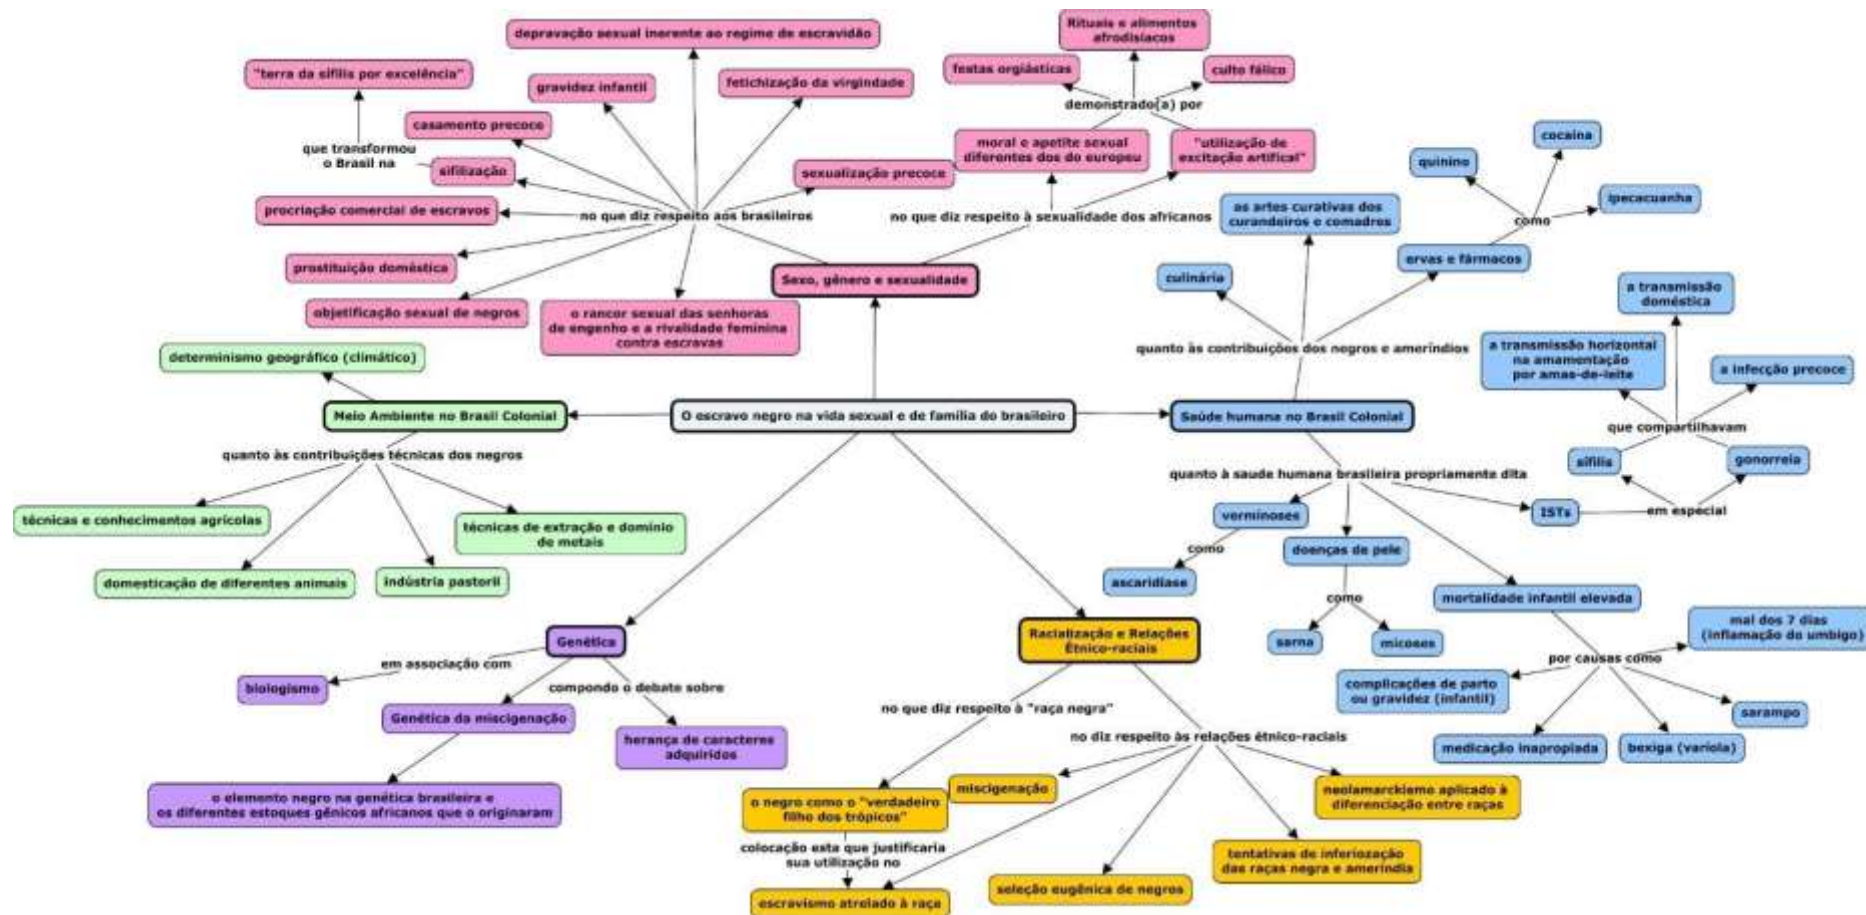 depravação sexual inerente ao regime de escravidão
"terra da sífilis por excelência"
gravidez infantil
fetichização da virgindade
casamento precoce
que transformou
o Brasil na
sifilização
sexualização precoce
procriação comercial de escravos
no que diz respeito aos brasileiros
prostituição doméstica
objetificação sexual de negros
o rancor sexual das senhoras
de engenho e a rivalidade feminina
contra escravas
Sexo, gênero e sexualidade
Rituais e alimentos
afrodisíacos
festas orgiásticas
culto fálico
demonstrado(a) por
moral e apetite sexual
diferentes dos do europeu
"utilização de
excitação artifical"
no que diz respeito à sexualidade dos africanos
cocaína
quinino
ipecacuanha
como
as artes curativas dos
curandeiros e comadros
ervas e fármacos
culinária
quanto às contribuições dos negros e ameríndios
a transmissão
doméstica
a transmissão horizontal
na amamentação
por amas-de-leite
a infecção precoce
que compartilhavam
sífilis
gonorreia
em especial
ISTs
determinismo geográfico (climático)
Meio Ambiente no Brasil Colonial
O escravo negro na vida sexual e de família do brasileiro
Saúde humana no Brasil Colonial
quanto às contribuições técnicas dos negros
técnicas e conhecimentos agrícolas
técnicas de extração e domínio
de metais
domesticação de diferentes animais
indústria pastoril
quanto à saude humana brasileira propriamente dita
verminoses
como
ascaridíase
doenças de pele
como
sarna
micoses
mortalidade infantil elevada
por causas como
mal dos 7 dias
(inflamação do umbigo)
complicações de parto
ou gravidez (infantil)
sarampo
medicação inapropiada
bexiga (varíola)
Genética
em associação com
biologismo
compondo o debate sobre
Genética da miscigenação
herança de caracteres
adquiridos
o elemento negro na genética brasileira e
os diferentes estoques gênicos africanos que o originaram
Racialização e Relações
Étnico-raciais
no que diz respeito à "raça negra"
no diz respeito às relações étnico-raciais
o negro como o "verdadeiro
filho dos trópicos"
miscigenação
neolamarckismo aplicado à
diferenciação entre raças
colocação esta que justificaria
sua utilização no
tentativas de inferiozação
das raças negra e ameríndia
seleção eugênica de negros
escravismo atrelado à raça